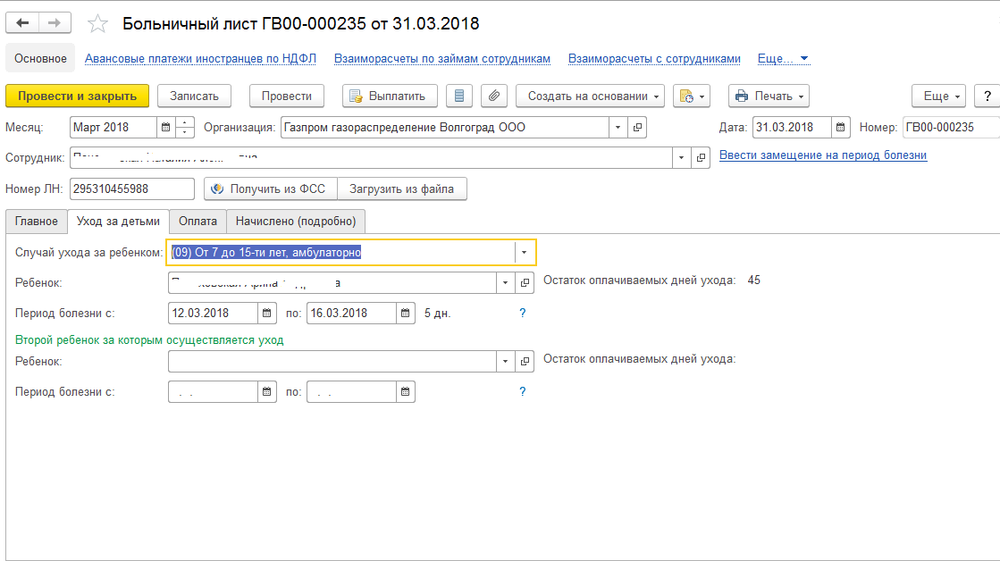 Больничный лист ГВ00-000235 от 31.03.2018
Основное Авансовые платежи иностранцев по НДФЛ Взаиморасчеты по займам сотрудникам Взаиморасчеты с сотрудниками Еще...
Провести и закрыть Записать Провести Выплатить Создать на основании Печать Еще ?
Месяц: Март 2018 Организация: Газпром газораспределение Волгоград ООО Дата: 31.03.2018 Номер: ГВ00-000235
Сотрудник: Ввести замещение на период болезни
Номер ЛН: 295310455988 Получить из ФСС Загрузить из файла
Главное Уход за детьми Оплата Начислено (подробно)
Случай ухода за ребенком: (09) От 7 до 15-ти лет, амбулаторно
Ребенок: Остаток оплачиваемых дней ухода: 45
Период болезни с: 12.03.2018 по: 16.03.2018 5 дн. ?
Второй ребенок за которым осуществляется уход
Ребенок: Остаток оплачиваемых дней ухода:
Период болезни с: . . по: . . ?